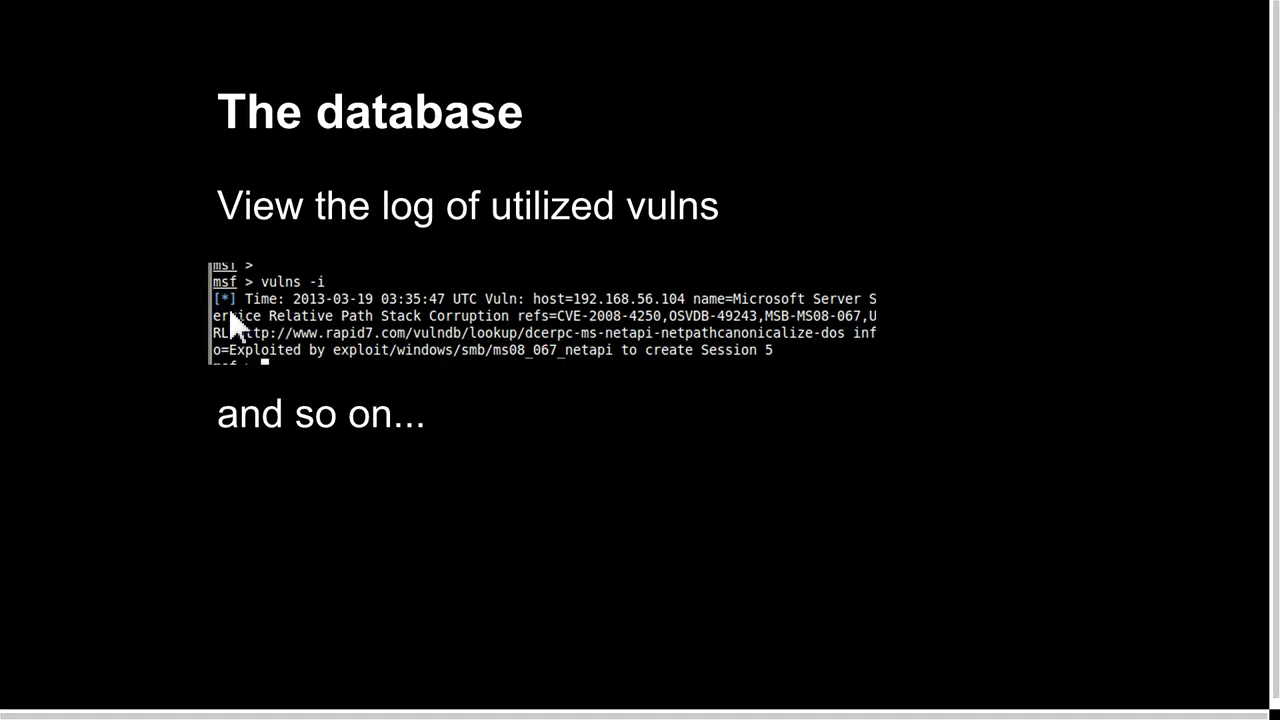 The database
View the log of utilized vulns
msf >
msf > vulns -i
[*] Time: 2013-03-19 03:35:47 UTC Vuln: host=192.168.56.104 name=Microsoft Server S
ervice Relative Path Stack Corruption refs=CVE-2008-4250,OSVDB-49243,MSB-MS08-067,U
RL-http://www.rapid7.com/vulndb/lookup/dcerpc-ms-netapi-netpathcanonicalize-dos inf
o=Exploited by exploit/windows/smb/ms08_067_netapi to create Session 5
and so on...